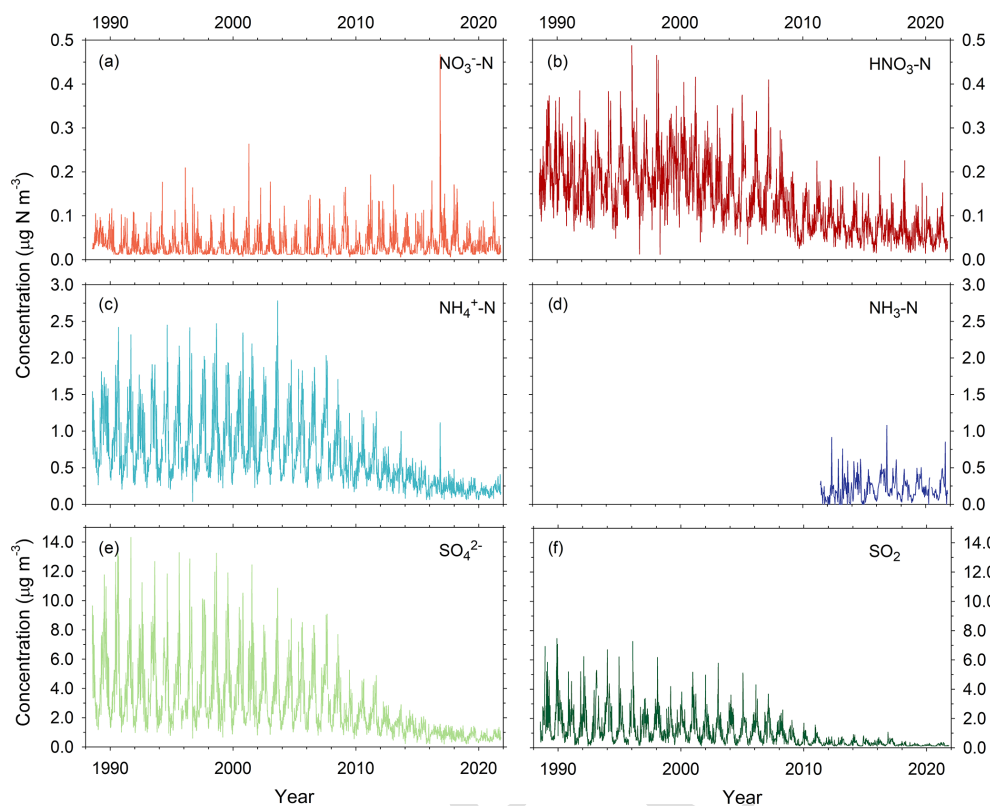 1990 2000 2010 2020 1990 2000 2010 2020
0.5 (a) NO₃⁻-N (b) HNO₃-N 0.5
0.4 0.4
0.3 0.3
0.2 0.2
0.1 0.1
0.0 0.0
Concentration (µg N m⁻³)
3.0 (c) NH₄⁺-N (d) NH₃-N 3.0
2.5 2.5
2.0 2.0
1.5 1.5
1.0 1.0
0.5 0.5
0.0 0.0
14.0 (e) SO₄²⁻ (f) SO₂ 14.0
12.0 12.0
10.0 10.0
8.0 8.0
6.0 6.0
4.0 4.0
2.0 2.0
0.0 0.0
Concentration (µg m⁻³)
1990 2000 2010 2020 1990 2000 2010 2020
Year Year